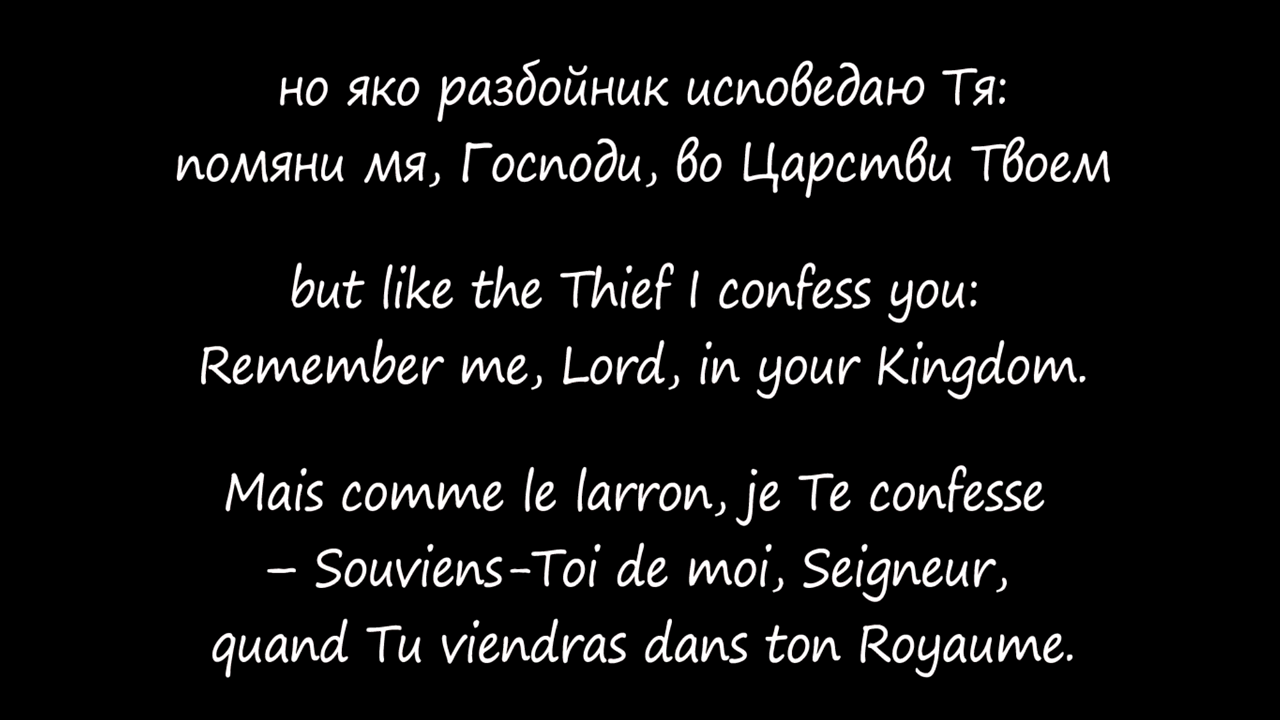 но яко разбойник исповедаю Тя:
помяни мя, Господи, во Царстви Твоем
but like the Thief I confess you:
Remember me, Lord, in your Kingdom.
Mais comme le larron, je Te confesse
– Souviens-Toi de moi, Seigneur,
quand Tu viendras dans ton Royaume.